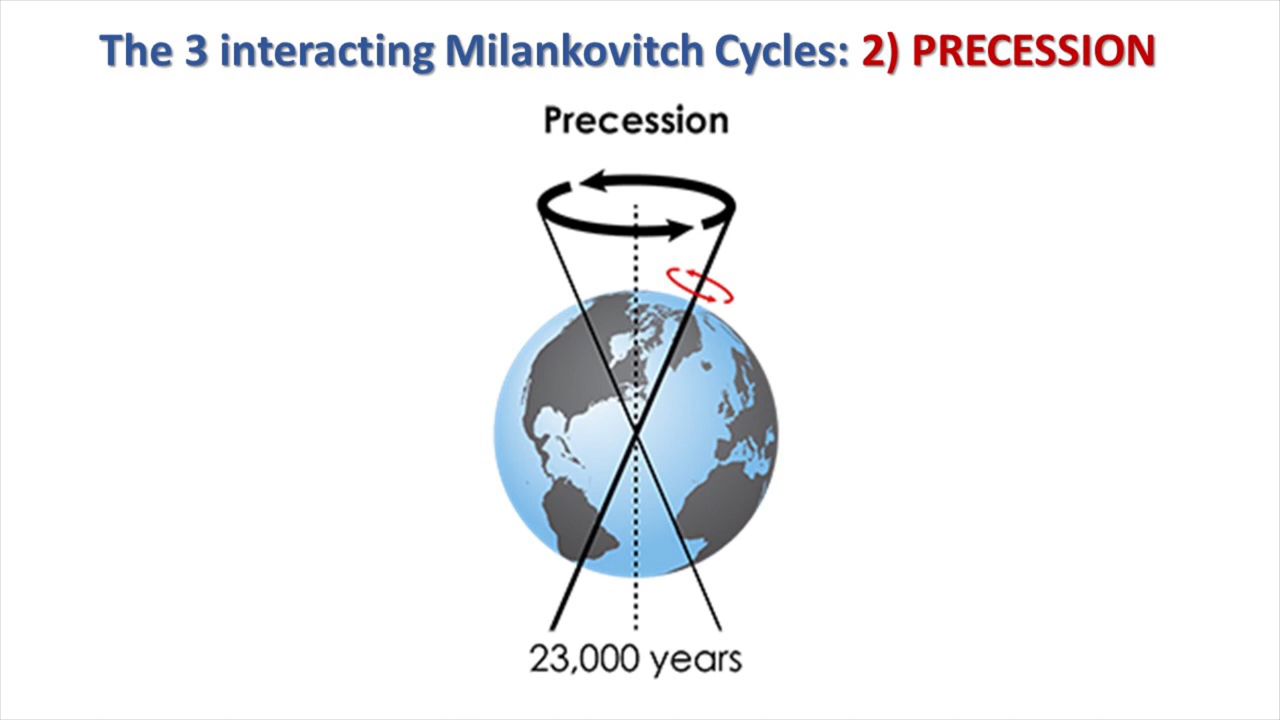 The 3 interacting Milankovitch Cycles: 2) PRECESSION
Precession
23,000 years